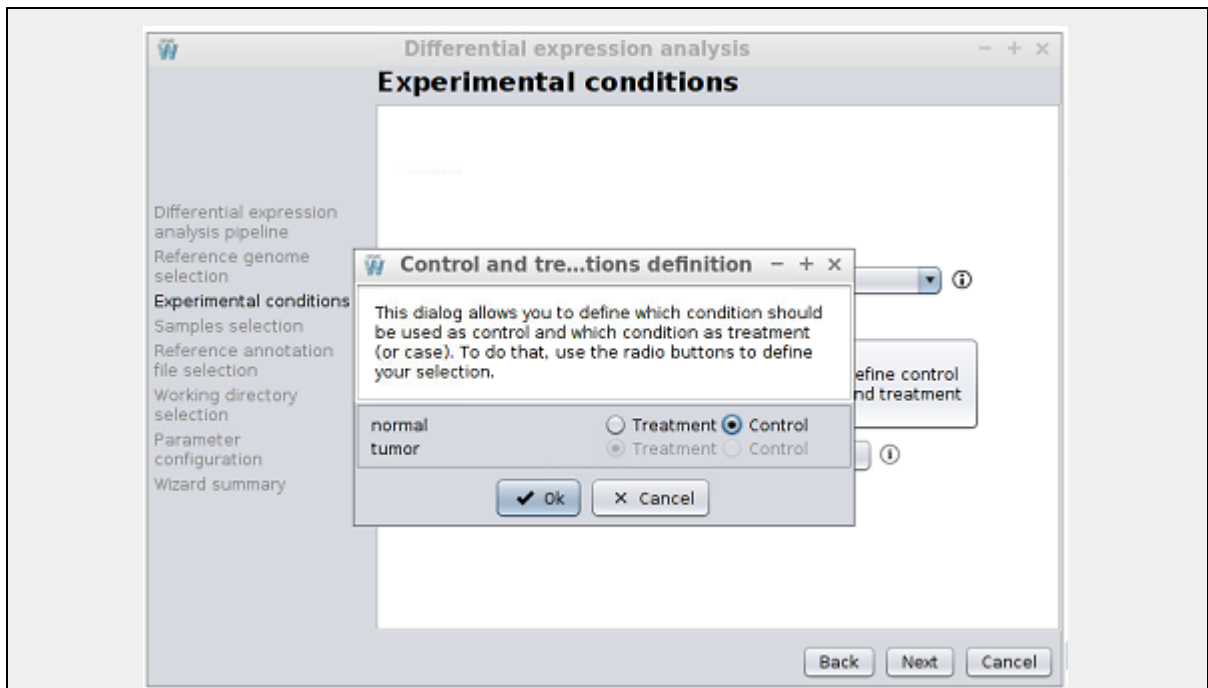 Differential expression analysis
Experimental conditions
Differential expression
analysis pipeline
Reference genome
selection
Experimental conditions
Samples selection
Reference annotation
file selection
Working directory
selection
Parameter
configuration
Wizard summary
Control and tre...tions definition
This dialog allows you to define which condition should
be used as control and which condition as treatment
(or case). To do that, use the radio buttons to define
your selection.
normal Treatment Control
tumor Treatment Control
Ok Cancel
efine control
nd treatment
Back Next Cancel